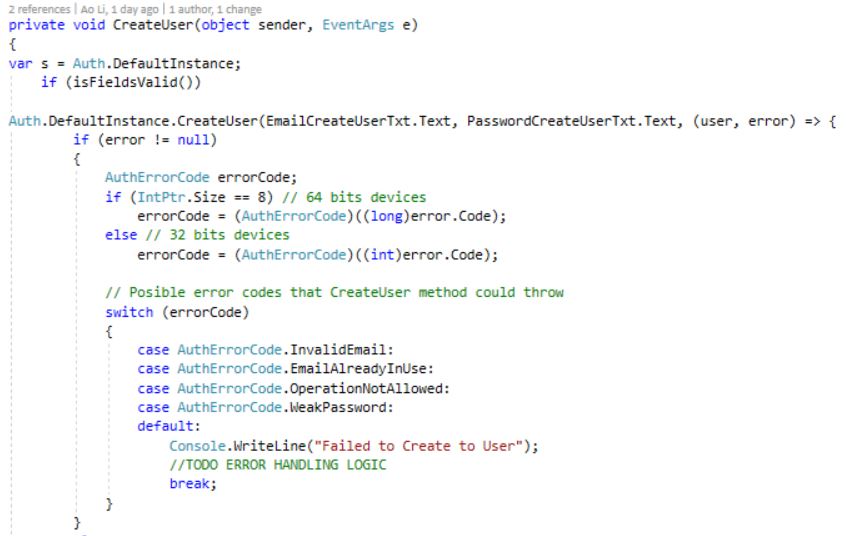 2 references | Ao Li, 1 day ago | 1 author, 1 change
private void CreateUser(object sender, EventArgs e)
{
var s = Auth.DefaultInstance;
    if (isFieldsValid())

Auth.DefaultInstance.CreateUser(EmailCreateUserTxt.Text, PasswordCreateUserTxt.Text, (user, error) => {
        if (error != null)
        {
            AuthErrorCode errorCode;
            if (IntPtr.Size == 8) // 64 bits devices
                errorCode = (AuthErrorCode)((long)error.Code);
            else // 32 bits devices
                errorCode = (AuthErrorCode)((int)error.Code);

            // Posible error codes that CreateUser method could throw
            switch (errorCode)
            {
                case AuthErrorCode.InvalidEmail:
                case AuthErrorCode.EmailAlreadyInUse:
                case AuthErrorCode.OperationNotAllowed:
                case AuthErrorCode.WeakPassword:
                default:
                    Console.WriteLine("Failed to Create to User");
                    //TODO ERROR HANDLING LOGIC
                    break;
            }
        }